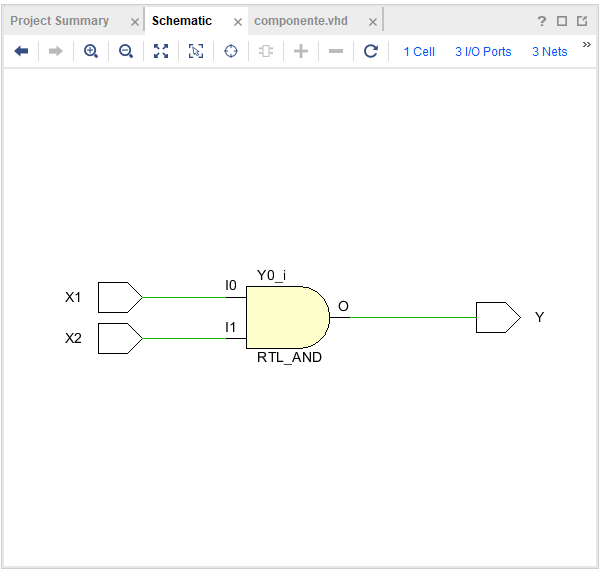 Project Summary × Schematic × componente.vhd × ?
1 Cell 3 I/O Ports 3 Nets »
Y0_i
I0
X1
O
Y
I1
X2
RTL_AND